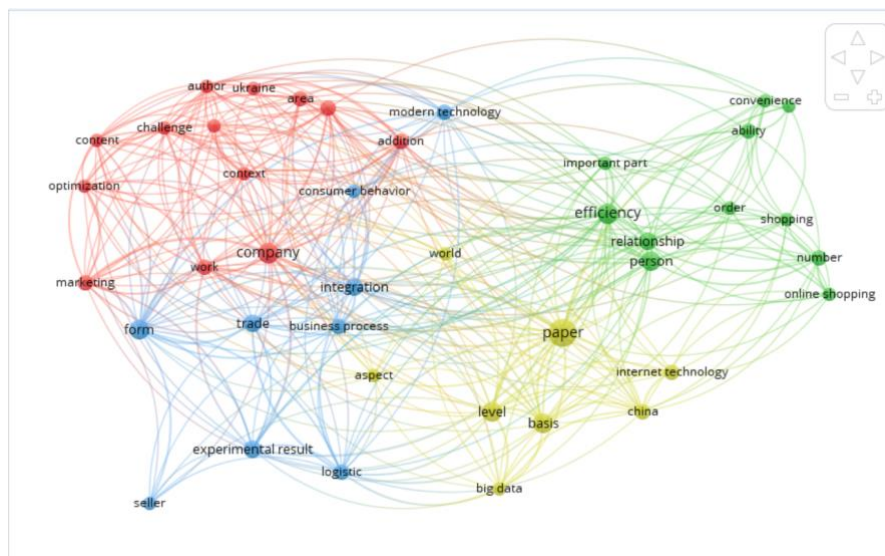 author
ukraine
area
modern technology
convenience
content
challenge
addition
ability
context
important part
optimization
consumer behavior
efficiency
order
shopping
company
world
relationship
person
number
marketing
work
integration
online shopping
form
trade
business process
paper
aspect
internet technology
level
basis
china
experimental result
logistic
big data
seller